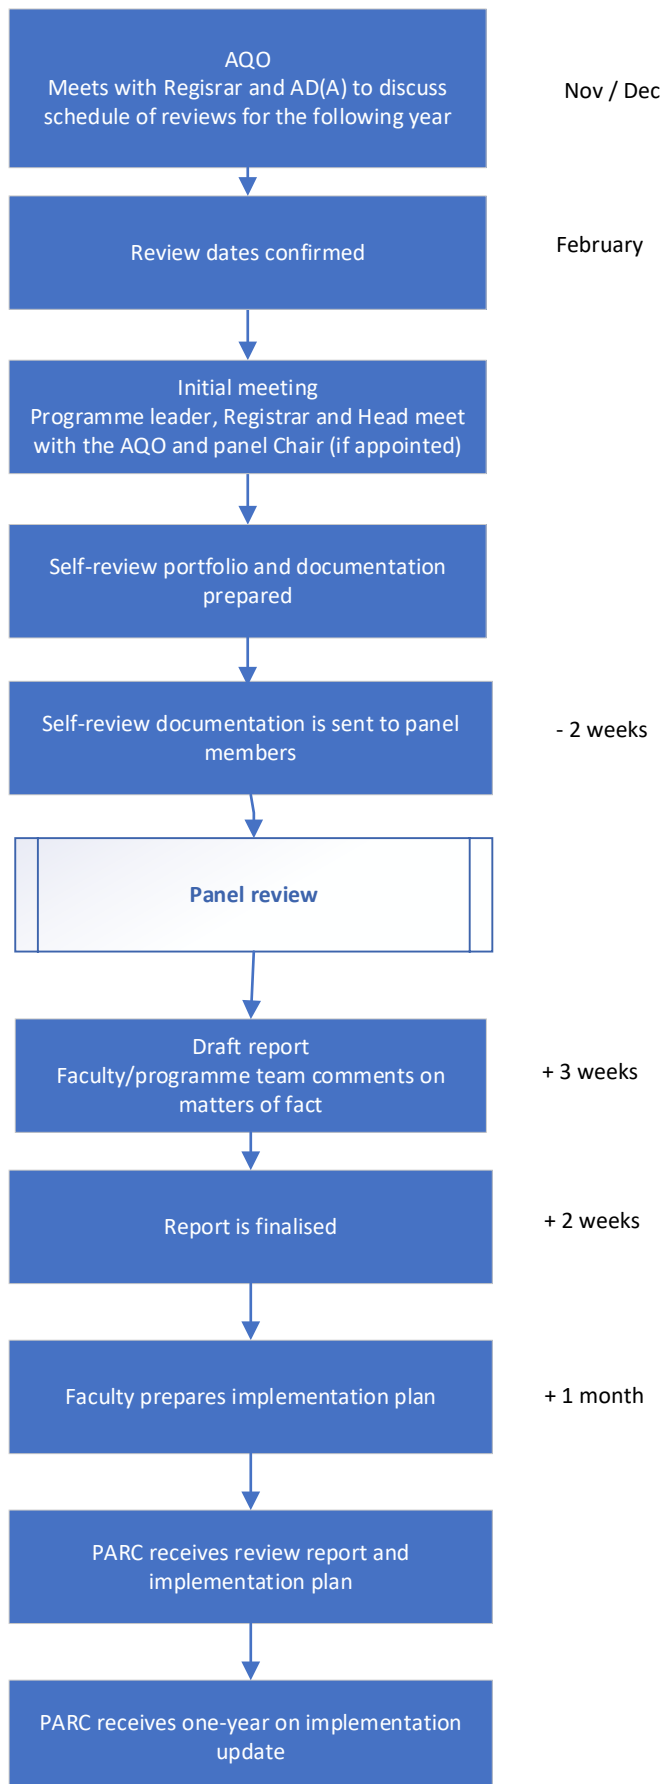 AQO
Meets with Regisrar and AD(A) to discuss
schedule of reviews for the following year
Nov / Dec
Review dates confirmed
February
Initial meeting
Programme leader, Registrar and Head meet
with the AQO and panel Chair (if appointed)
Self-review portfolio and documentation
prepared
Self-review documentation is sent to panel
members
- 2 weeks
Panel review
Draft report
Faculty/programme team comments on
matters of fact
+ 3 weeks
Report is finalised
+ 2 weeks
Faculty prepares implementation plan
+ 1 month
PARC receives review report and
implementation plan
PARC receives one-year on implementation
update